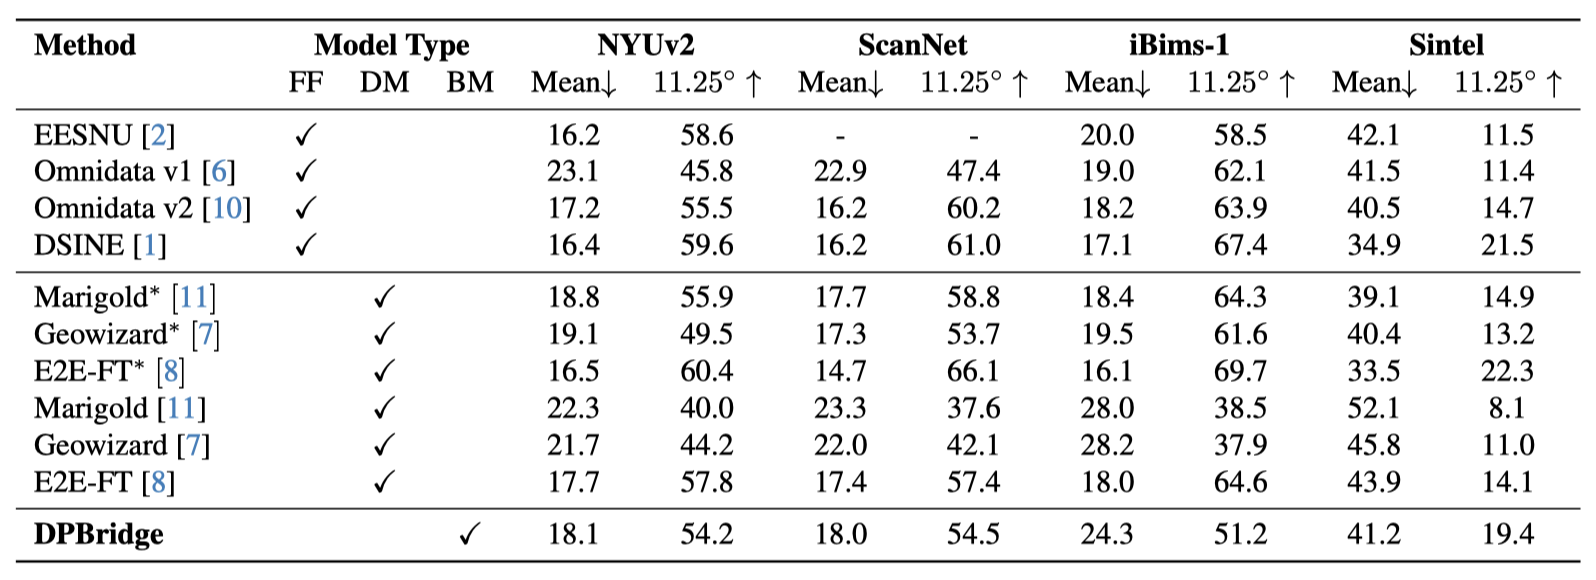 Method Model Type NYUv2 ScanNet iBims-1 Sintel
FF DM BM Mean↓ 11.25° ↑ Mean↓ 11.25° ↑ Mean↓ 11.25° ↑ Mean↓ 11.25° ↑
EESNU [2] ✓ 16.2 58.6 - - 20.0 58.5 42.1 11.5
Omnidata v1 [6] ✓ 23.1 45.8 22.9 47.4 19.0 62.1 41.5 11.4
Omnidata v2 [10] ✓ 17.2 55.5 16.2 60.2 18.2 63.9 40.5 14.7
DSINE [1] ✓ 16.4 59.6 16.2 61.0 17.1 67.4 34.9 21.5
Marigold* [11] ✓ 18.8 55.9 17.7 58.8 18.4 64.3 39.1 14.9
Geowizard* [7] ✓ 19.1 49.5 17.3 53.7 19.5 61.6 40.4 13.2
E2E-FT* [8] ✓ 16.5 60.4 14.7 66.1 16.1 69.7 33.5 22.3
Marigold [11] ✓ 22.3 40.0 23.3 37.6 28.0 38.5 52.1 8.1
Geowizard [7] ✓ 21.7 44.2 22.0 42.1 28.2 37.9 45.8 11.0
E2E-FT [8] ✓ 17.7 57.8 17.4 57.4 18.0 64.6 43.9 14.1
DPBridge ✓ 18.1 54.2 18.0 54.5 24.3 51.2 41.2 19.4